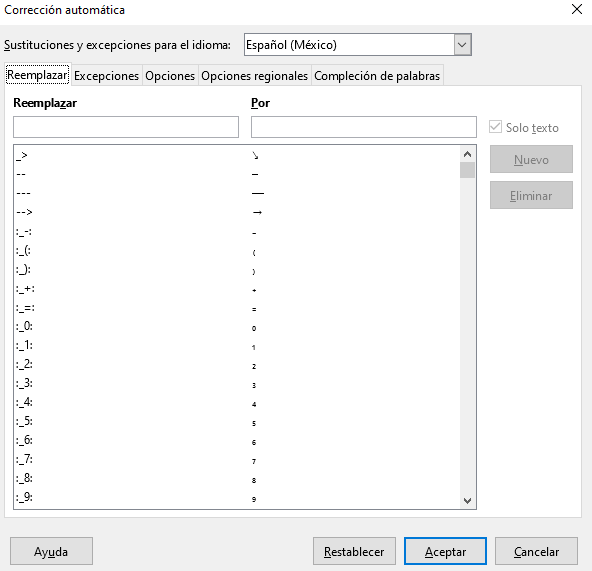 Corrección automática
Sustituciones y excepciones para el idioma: Español (México)
Reemplazar Excepciones Opciones Opciones regionales Compleción de palabras
Reemplazar Por
Solo texto
Nuevo
Eliminar
_> ↘
-- –
--- —
--> →
:_-: ₋
:_(: ₍
:_): ₎
:_+: ₊
:_=: ₌
:_0: ₀
:_1: ₁
:_2: ₂
:_3: ₃
:_4: ₄
:_5: ₅
:_6: ₆
:_7: ₇
:_8: ₈
:_9: ₉
Ayuda Restablecer Aceptar Cancelar